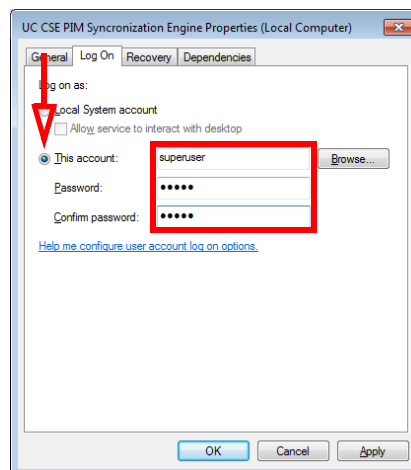 UC CSE PIM Syncronization Engine Properties (Local Computer)
General Log On Recovery Dependencies
Log on as:
Local System account
Allow service to interact with desktop
This account: superuser Browse...
Password: •••••
Confirm password: •••••
Help me configure user account log on options.
OK Cancel Apply